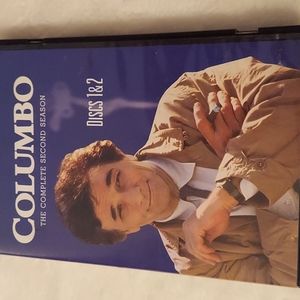 COLUMBO
THE COMPLETE SECOND SEASON
DISCS 1&2